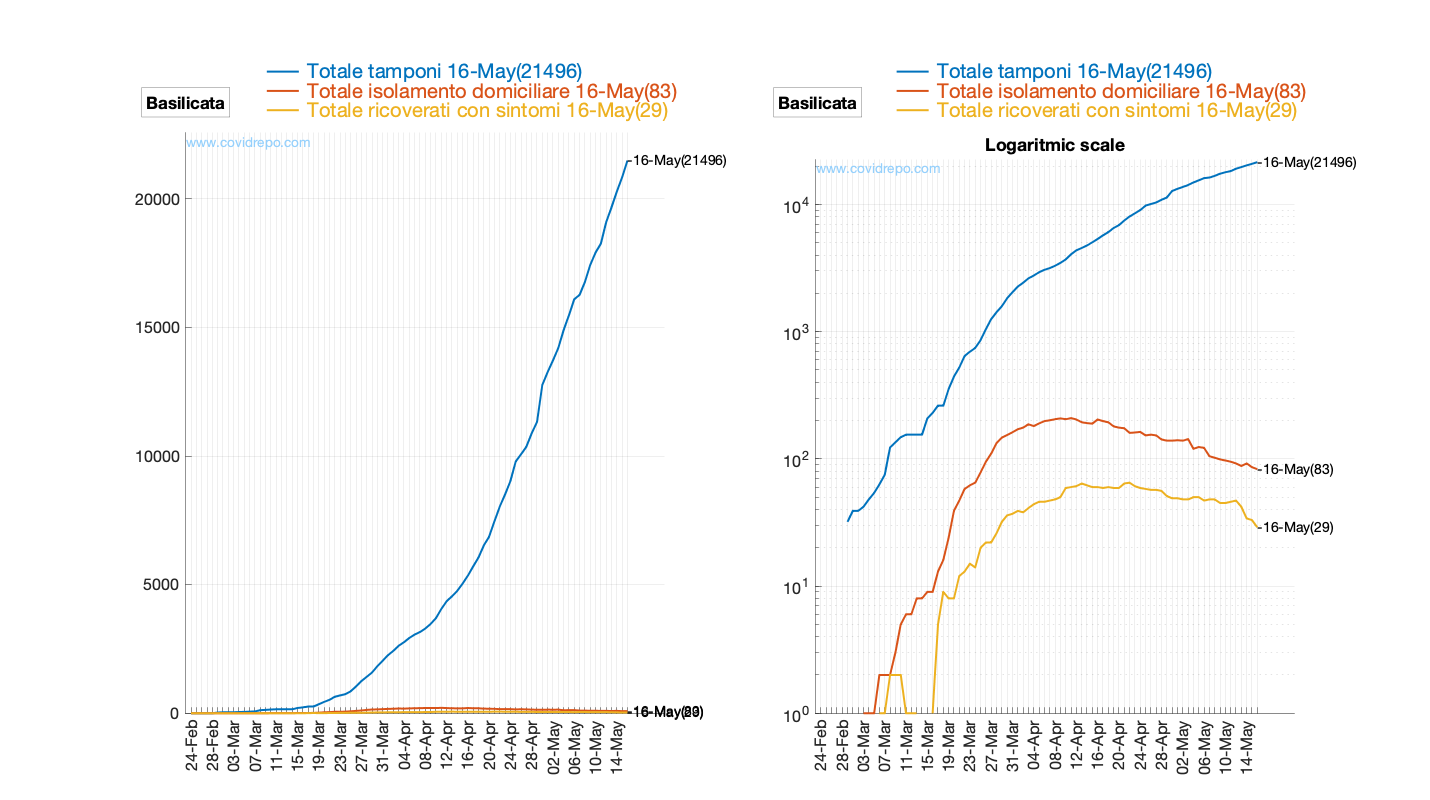 Totale tamponi 16-May(21496)
Totale isolamento domiciliare 16-May(83)
Totale ricoverati con sintomi 16-May(29)
Basilicata
www.covidrepo.com
16-May(21496)
20000
15000
10000
5000
0
16-May(83)
16-May(29)
24-Feb
28-Feb
03-Mar
07-Mar
11-Mar
15-Mar
19-Mar
23-Mar
27-Mar
31-Mar
04-Apr
08-Apr
12-Apr
16-Apr
20-Apr
24-Apr
28-Apr
02-May
06-May
10-May
14-May
Totale tamponi 16-May(21496)
Totale isolamento domiciliare 16-May(83)
Totale ricoverati con sintomi 16-May(29)
Basilicata
Logaritmic scale
www.covidrepo.com
16-May(21496)
10^4
10^3
10^2
16-May(83)
16-May(29)
10^1
10^0
24-Feb
28-Feb
03-Mar
07-Mar
11-Mar
15-Mar
19-Mar
23-Mar
27-Mar
31-Mar
04-Apr
08-Apr
12-Apr
16-Apr
20-Apr
24-Apr
28-Apr
02-May
06-May
10-May
14-May